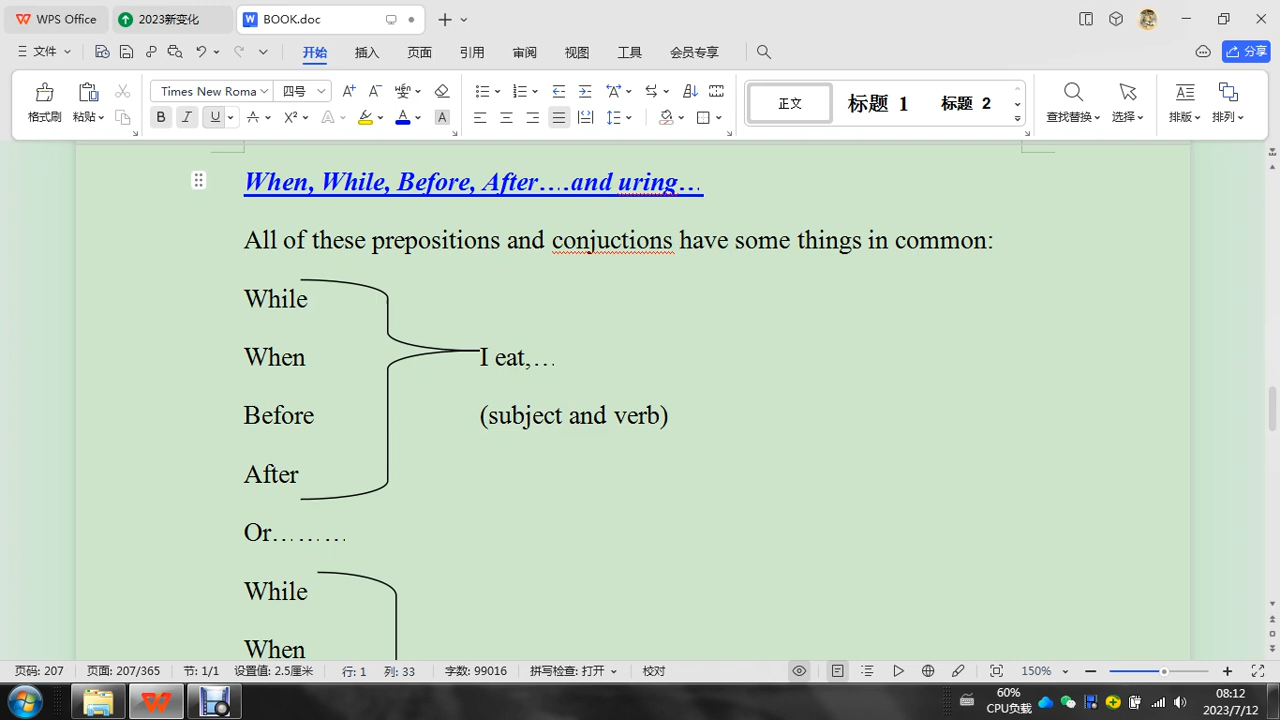 WPS Office 2023新变化 BOOK.doc
文件 开始 插入 页面 引用 审阅 视图 工具 会员专享 分享
Times New Roma 四号 正文 标题 1 标题 2
格式刷 粘贴 查找替换 选择 排版 排列
When, While, Before, After….and uring…
All of these prepositions and conjuctions have some things in common:
While
When I eat,…
Before (subject and verb)
After
Or………
While
When
页码: 207 页面: 207/365 节: 1/1 设置值: 2.5厘米 行: 1 列: 33 字数: 99016 拼写检查: 打开 校对 150%
60% 08:12
CPU负载 2023/7/12